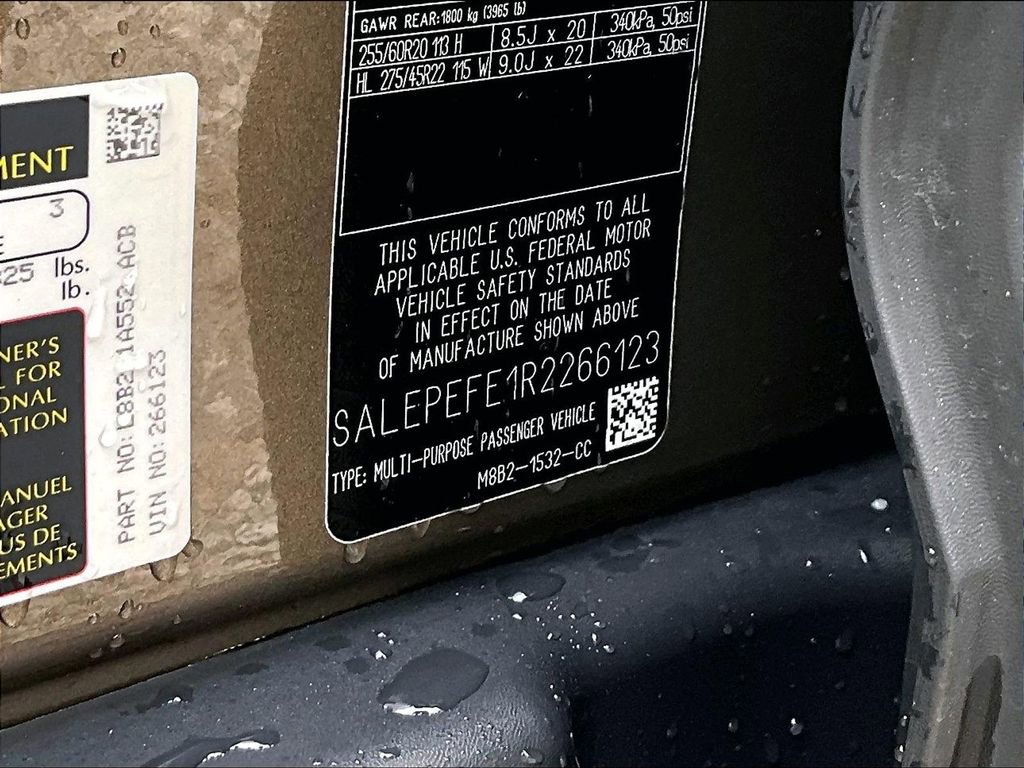 MENT
3
E
25 lbs.
lb.
NER'S
L FOR
ONAL
ATION
ANUEL
AGER
US DE
EMENTS
PART NO: L8B2 1A552 ACB
VIN NO: 266123
GAWR REAR:1800 kg (3965 lb)
255/60R20 113 H 8.5J x 20 340kPa, 50psi
HL 275/45R22 115 W 9.0J x 22 340kPa, 50psi
THIS VEHICLE CONFORMS TO ALL
APPLICABLE U.S. FEDERAL MOTOR
VEHICLE SAFETY STANDARDS
IN EFFECT ON THE DATE
OF MANUFACTURE SHOWN ABOVE
SALEPEFE1R2266123
TYPE: MULTI-PURPOSE PASSENGER VEHICLE
M8B2-1532-CC